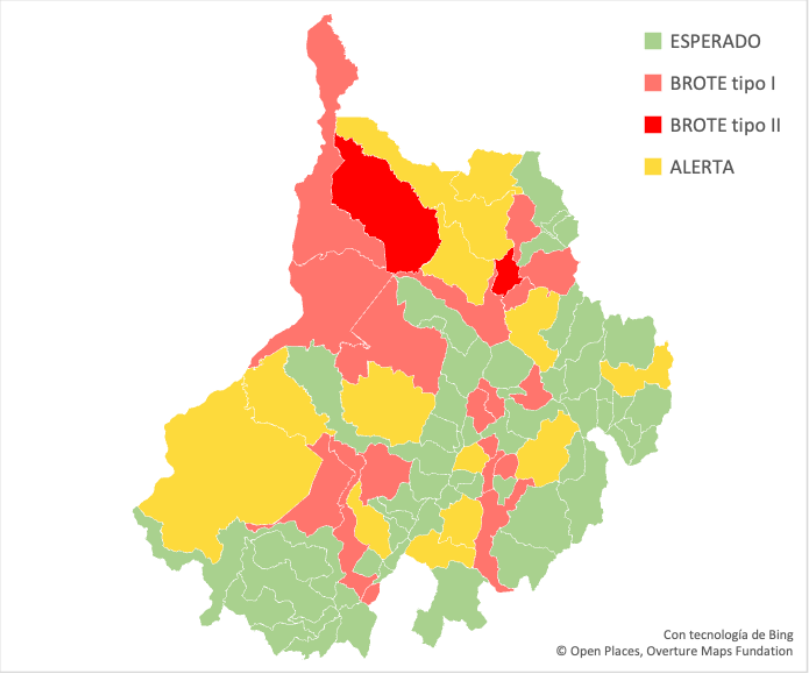 ESPERADO
BROTE tipo I
BROTE tipo II
ALERTA
Con tecnología de Bing
© Open Places, Overture Maps Fundation